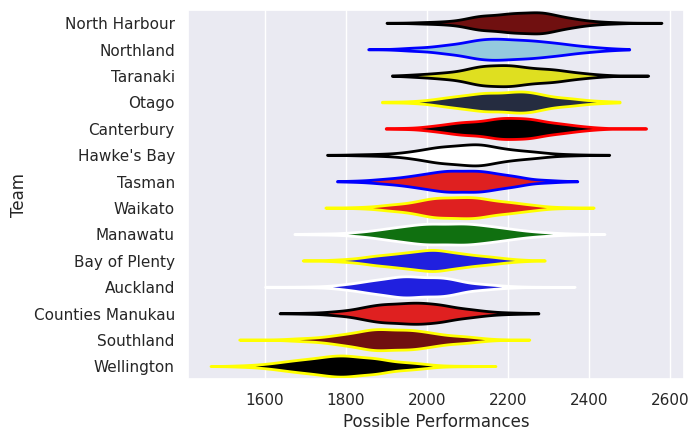 North Harbour
Northland
Taranaki
Otago
Canterbury
Hawke's Bay
Tasman
Waikato
Manawatu
Bay of Plenty
Auckland
Counties Manukau
Southland
Wellington
Team
1600 1800 2000 2200 2400 2600
Possible Performances